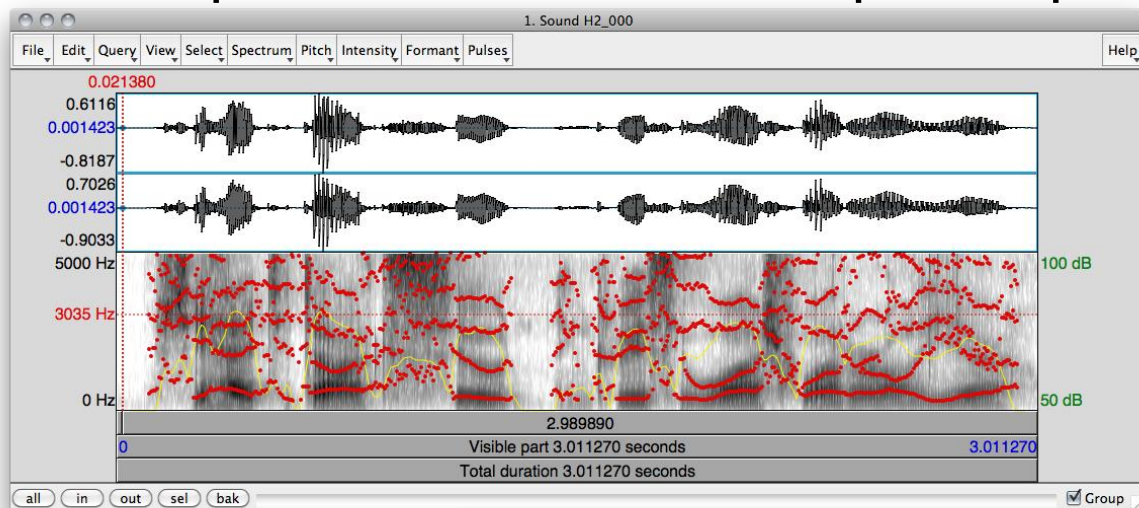 1. Sound H2_000
File Edit Query View Select Spectrum Pitch Intensity Formant Pulses Help
0.021380
0.6116
0.001423
-0.8187
0.7026
0.001423
-0.9033
5000 Hz 100 dB
3035 Hz
0 Hz 50 dB
2.989890
0 Visible part 3.011270 seconds 3.011270
Total duration 3.011270 seconds
all in out sel bak Group